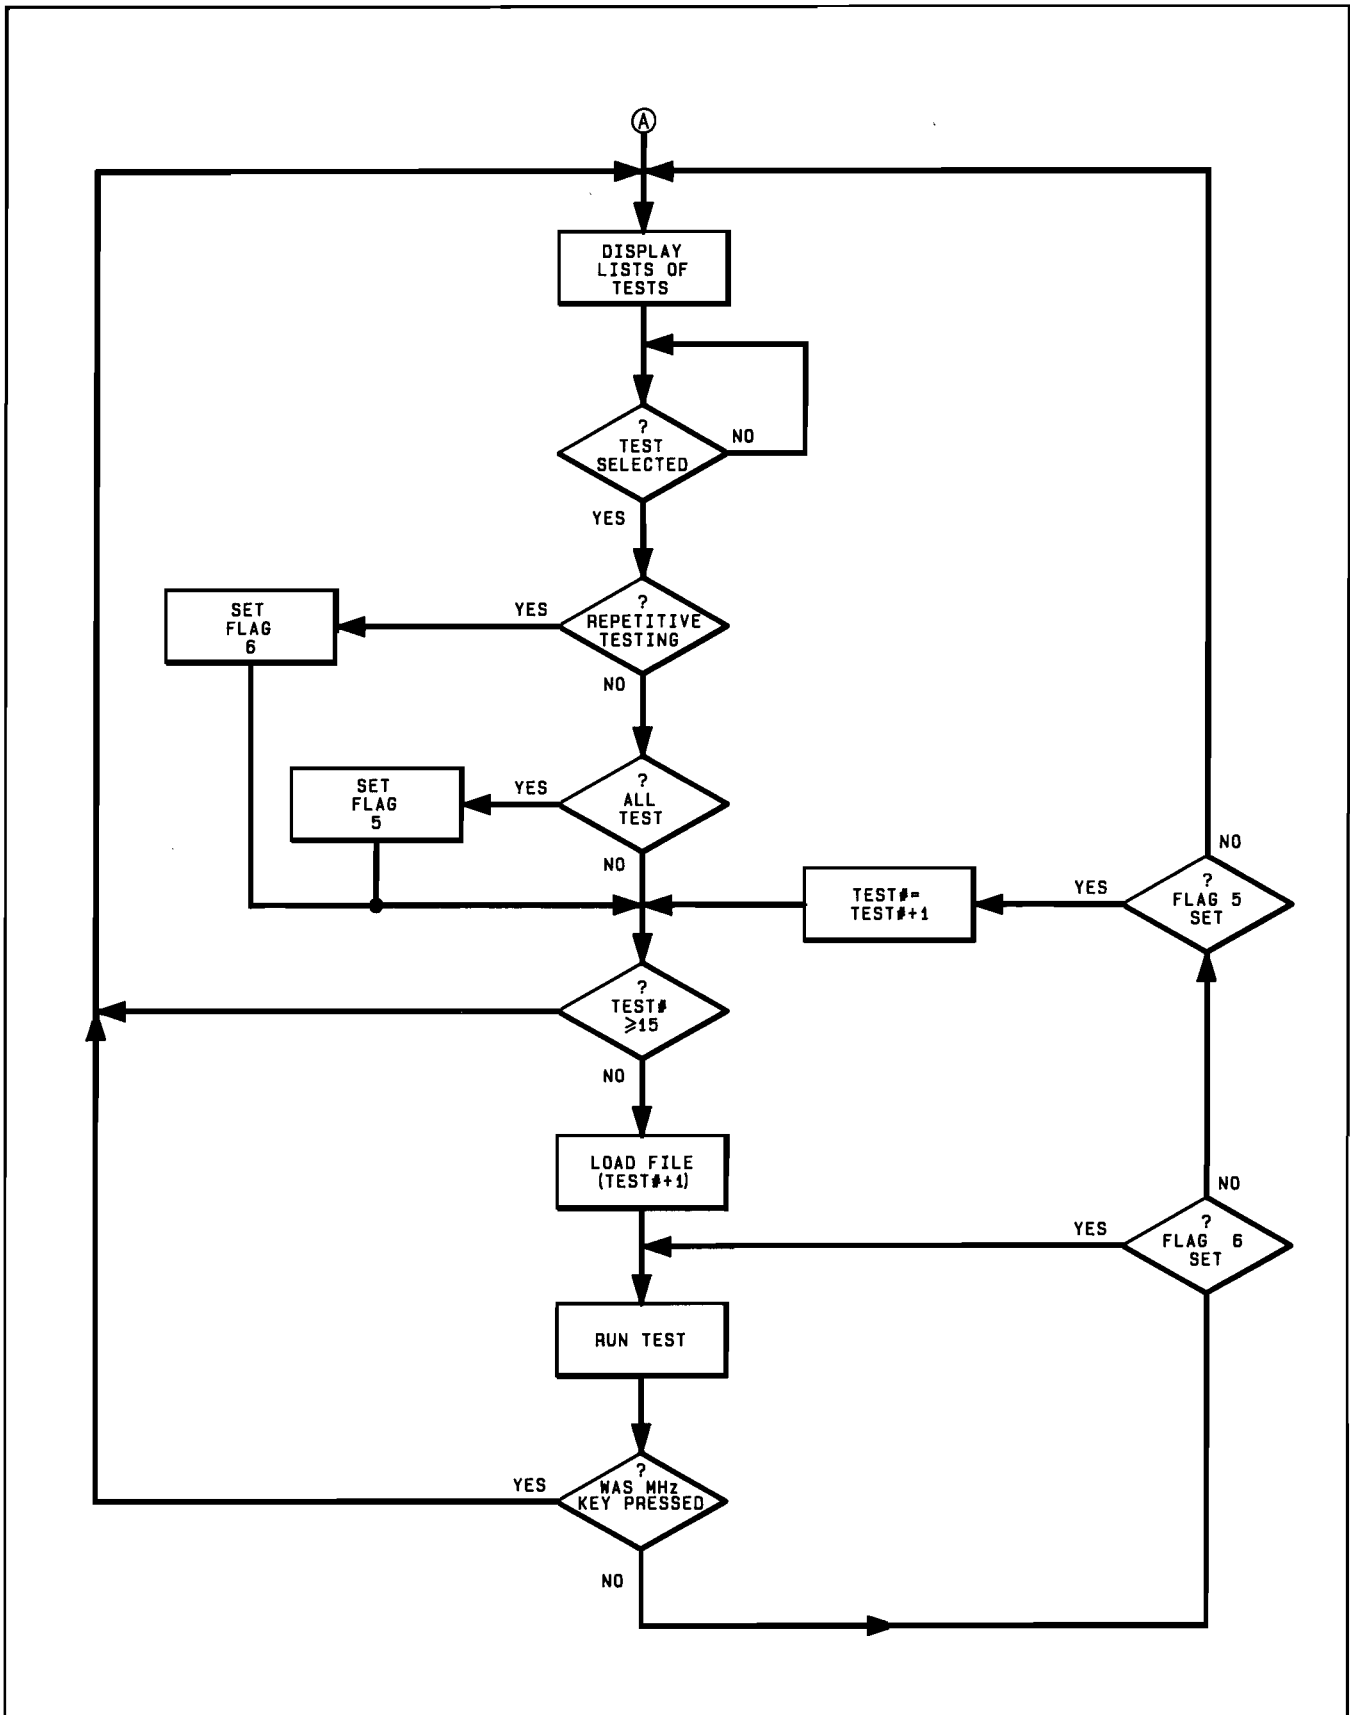 A
DISPLAY
LISTS OF
TESTS
?
TEST
SELECTED
NO
YES
?
REPETITIVE
TESTING
YES
SET
FLAG
6
NO
?
ALL
TEST
YES
SET
FLAG
5
NO
TEST#=
TEST#+1
YES
?
FLAG 5
SET
NO
?
TEST#
≥15
NO
LOAD FILE
(TEST#+1)
YES
?
FLAG 6
SET
NO
RUN TEST
?
WAS MHz
KEY PRESSED
YES
NO